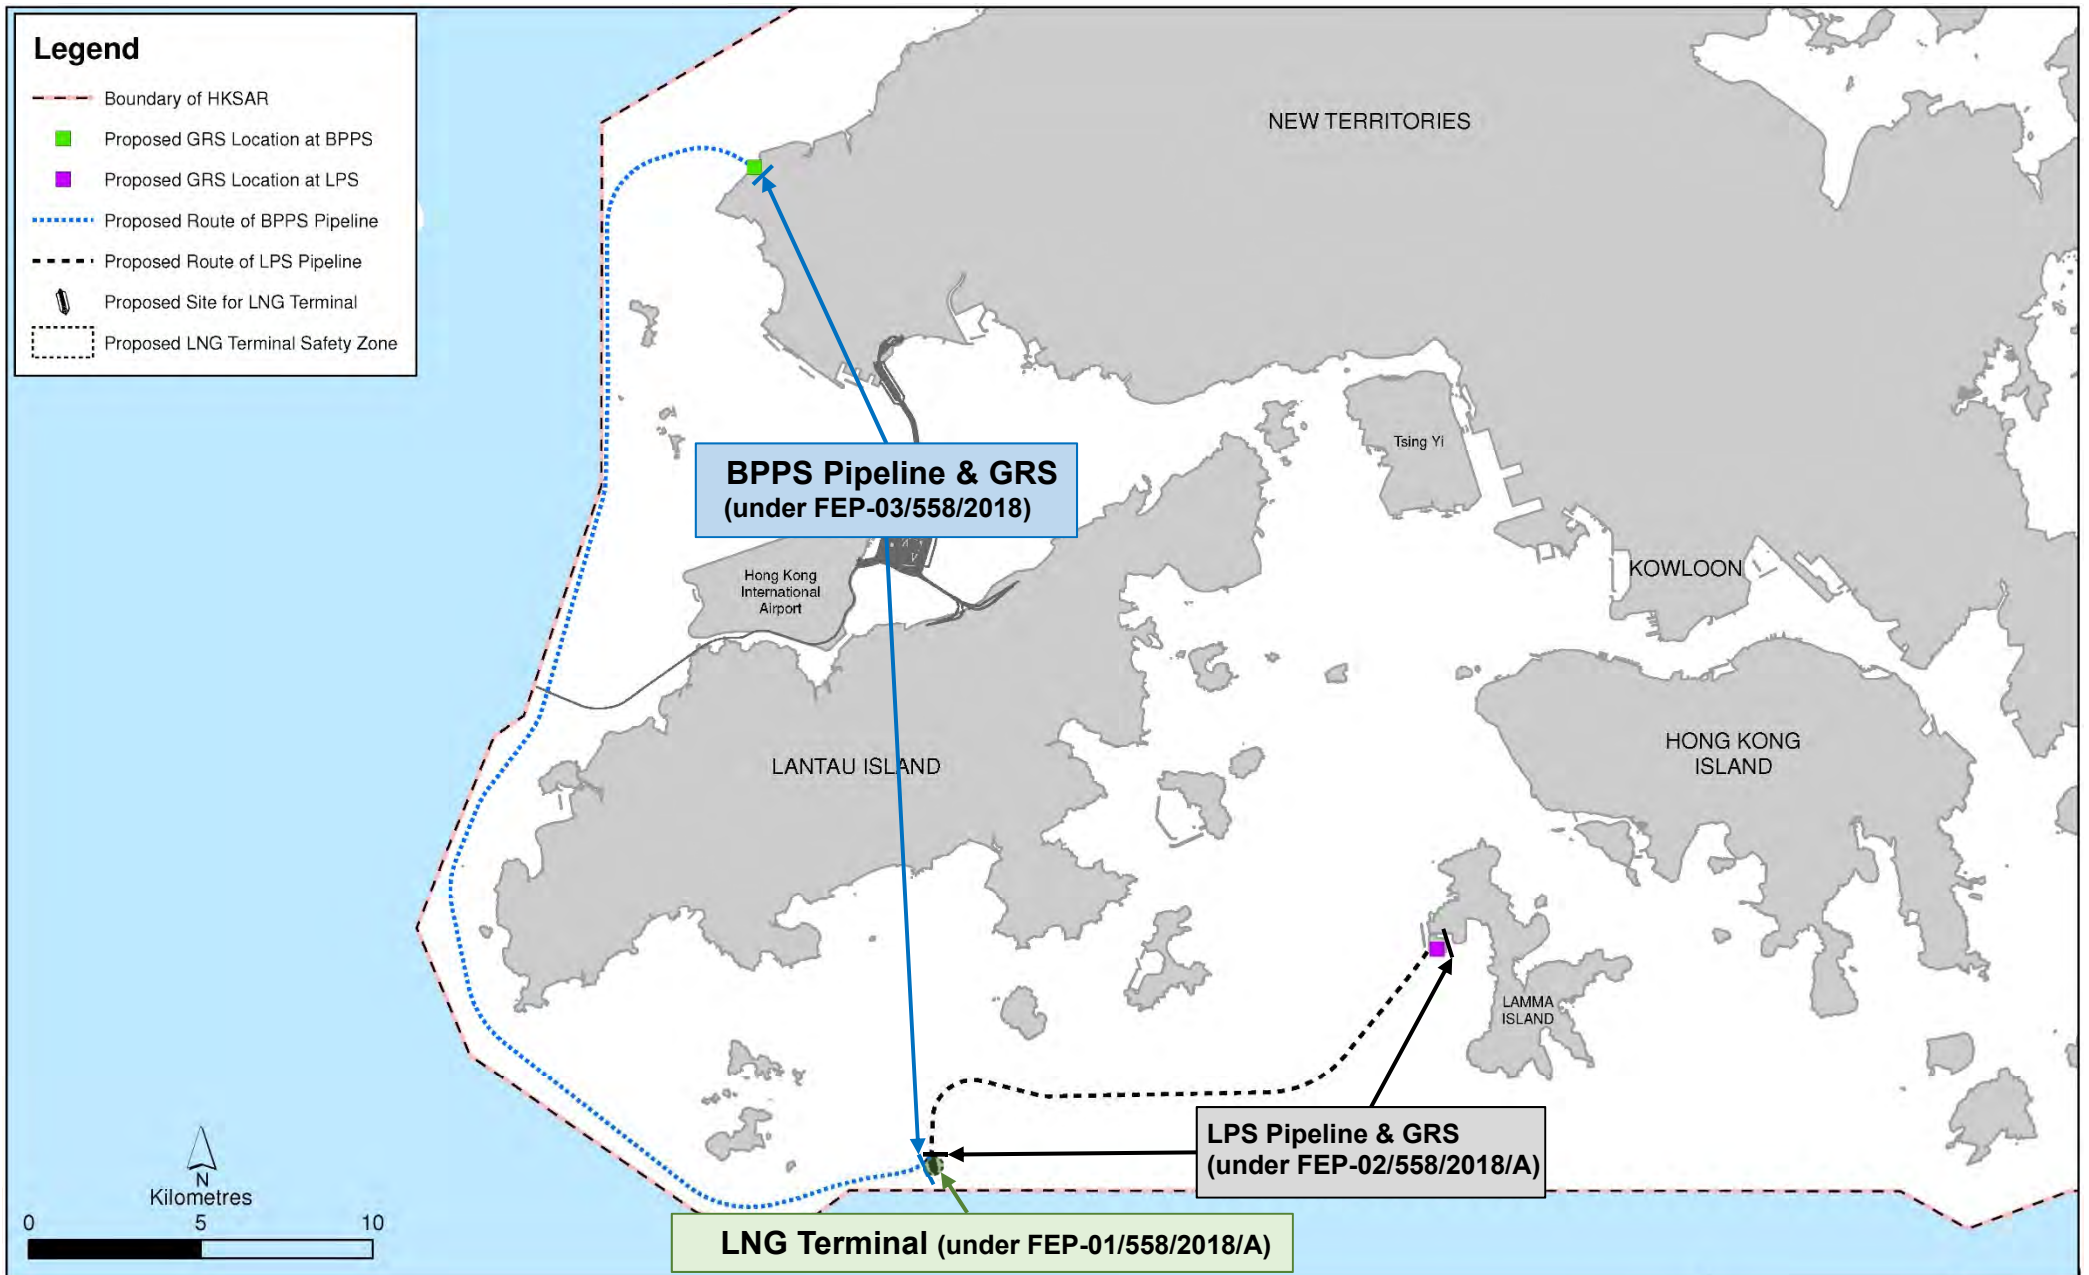 Legend
Boundary of HKSAR
Proposed GRS Location at BPPS
Proposed GRS Location at LPS
Proposed Route of BPPS Pipeline
Proposed Route of LPS Pipeline
Proposed Site for LNG Terminal
Proposed LNG Terminal Safety Zone
NEW TERRITORIES
Tsing Yi
BPPS Pipeline & GRS
(under FEP-03/558/2018)
Hong Kong
International
Airport
KOWLOON
LANTAU ISLAND
HONG KONG
ISLAND
LAMMA
ISLAND
LPS Pipeline & GRS
(under FEP-02/558/2018/A)
N
Kilometres
0 5 10
LNG Terminal (under FEP-01/558/2018/A)